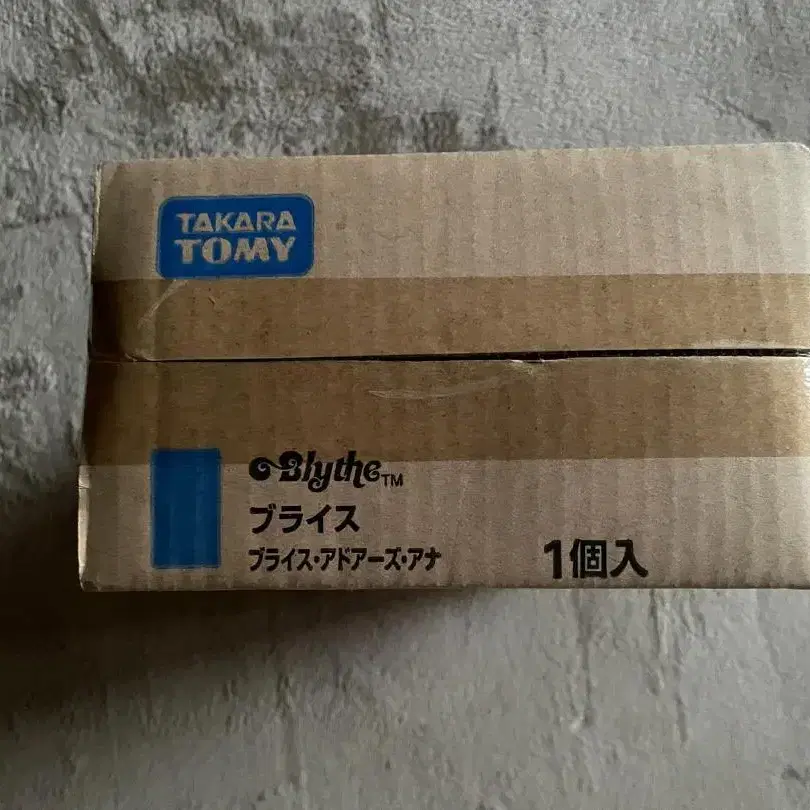 TAKARA
TOMY
Blythe™
ブライス
ブライス・アドアーズ・アナ
1個入